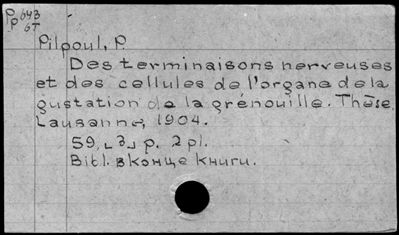 Pp 643
6T
Pilpoul, P.
Des terminaisons nerveuses
et des cellules de l'organe de la
gustation de la grénouille. Thèse.
Lausanne, 1904.
59, ⌞3⌟ p. 2 pl.
Bibl. в конце книги.